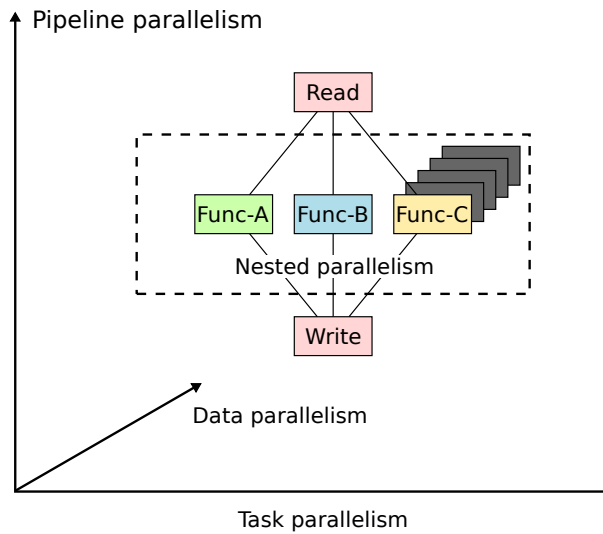 Pipeline parallelism
Read
Func-A
Func-B
Func-C
Nested parallelism
Write
Data parallelism
Task parallelism